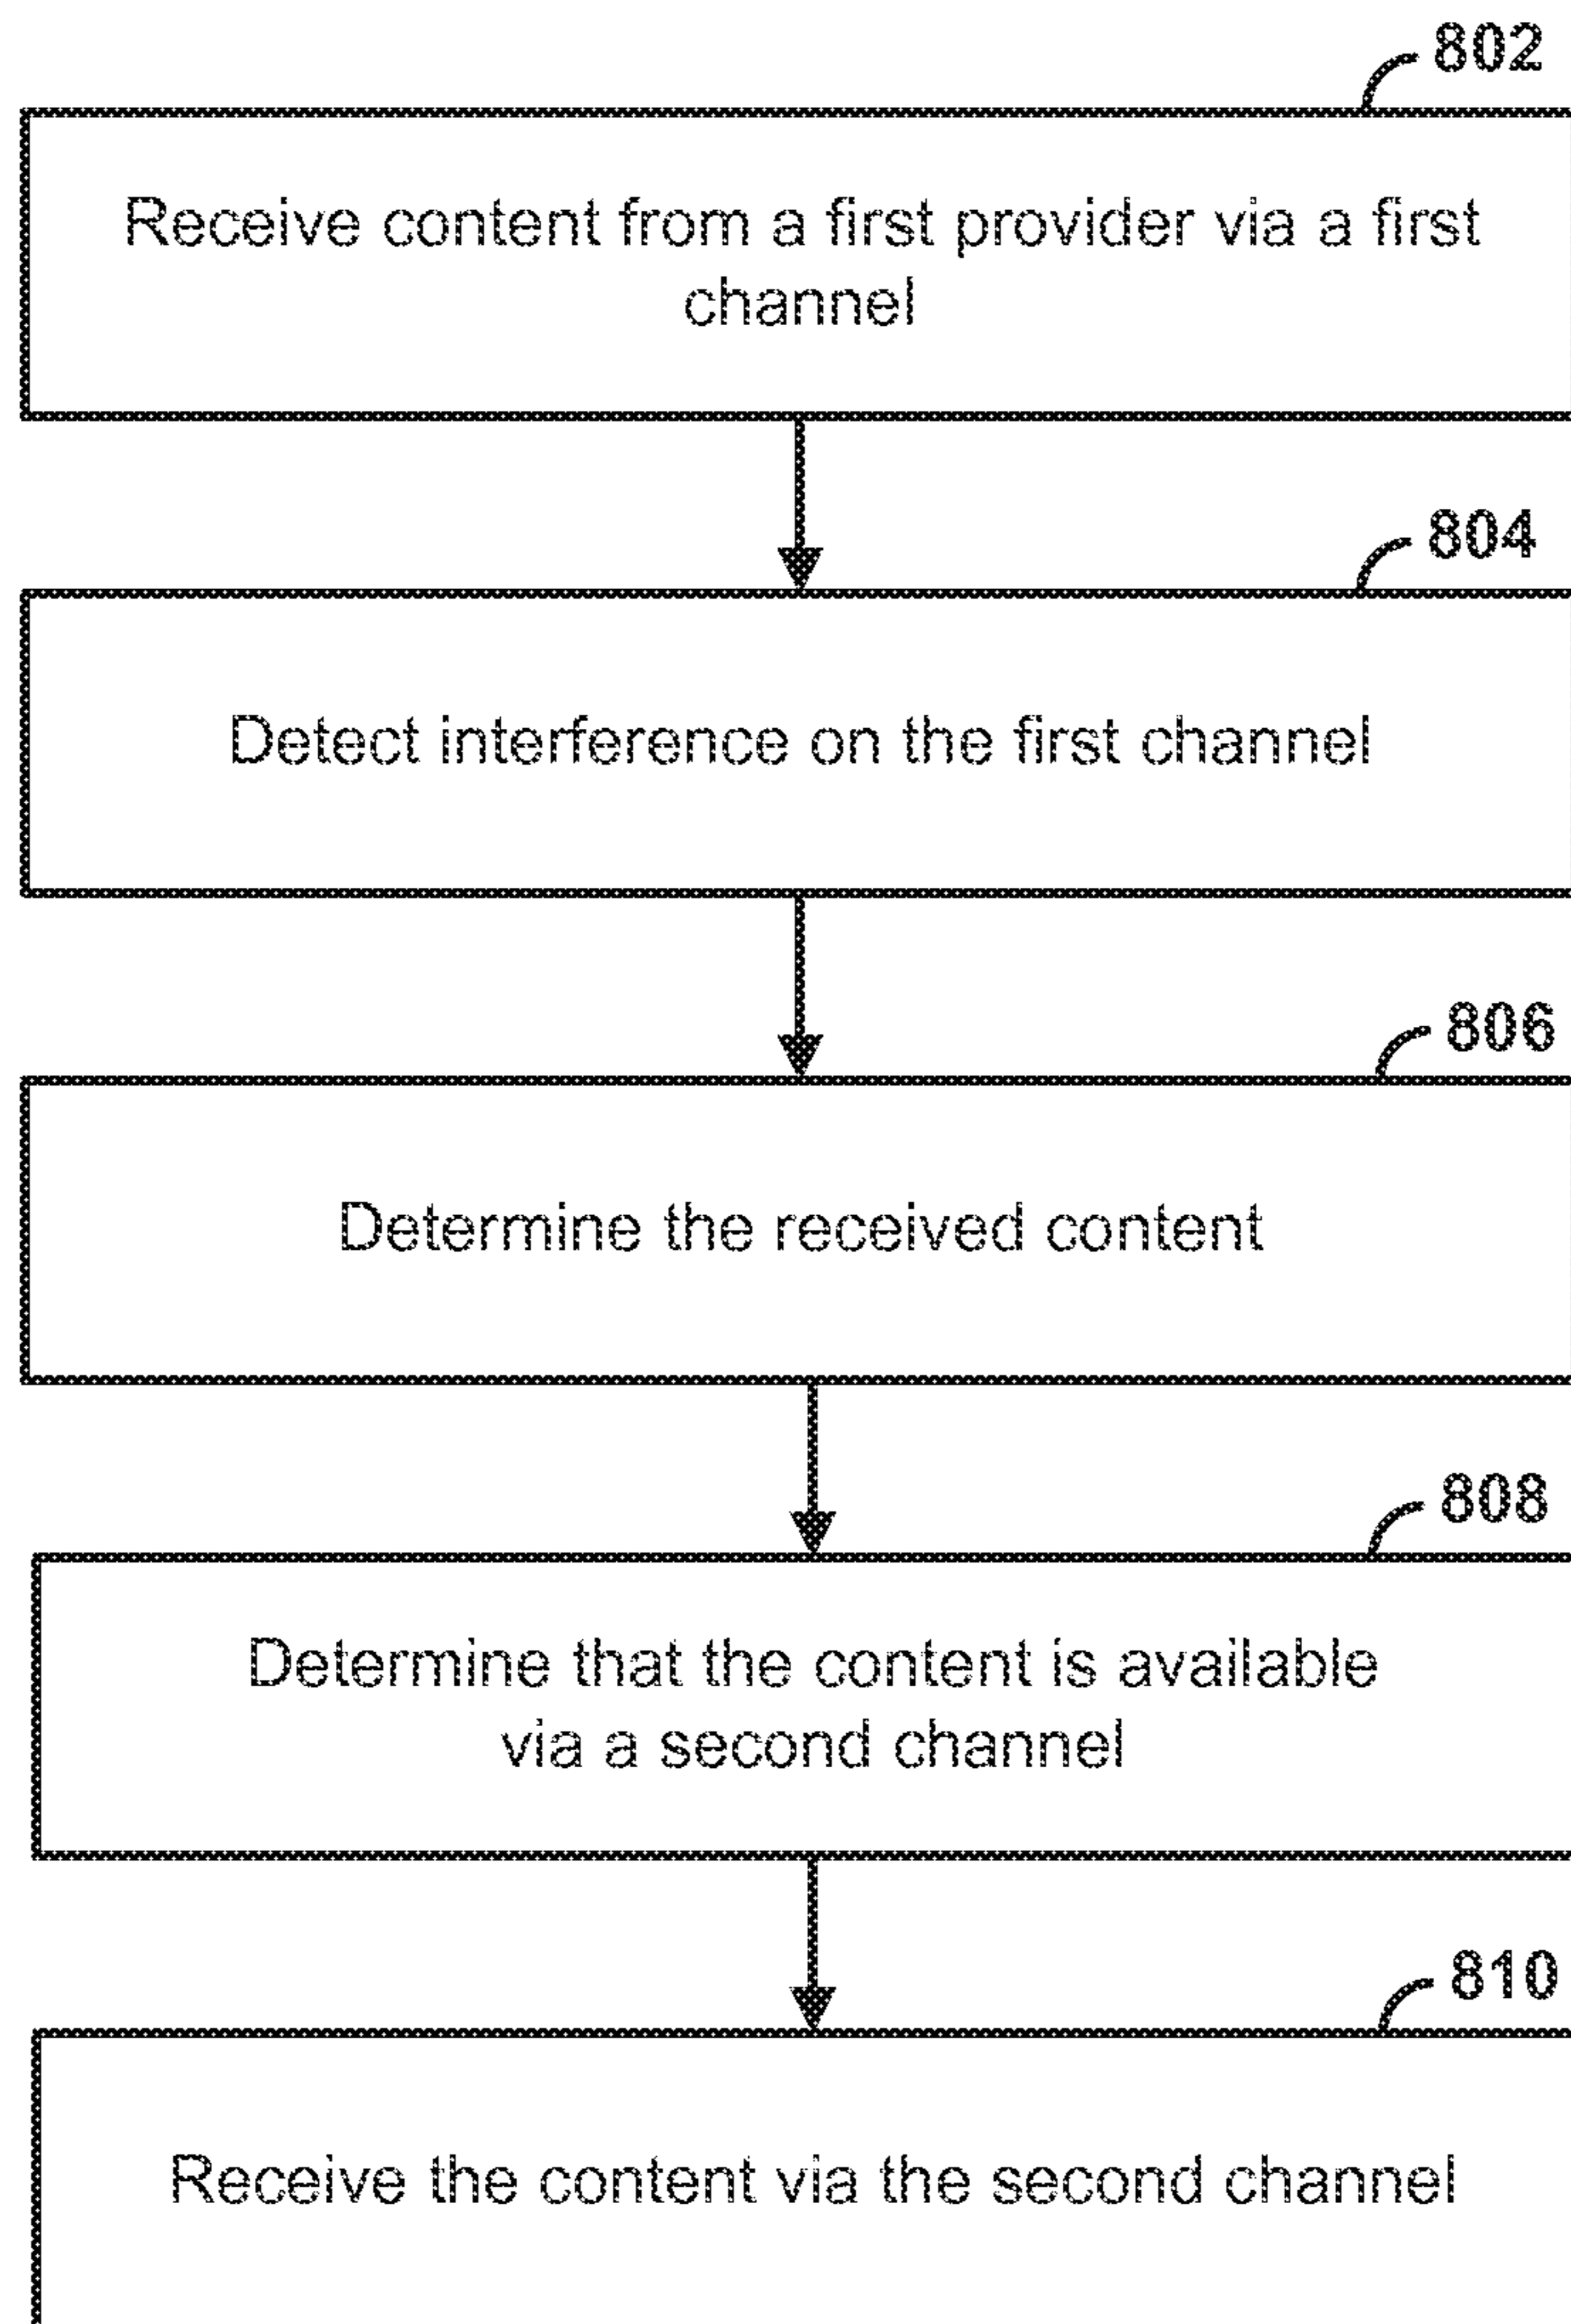 802
Receive content from a first provider via a first
channel
804
Detect interference on the first channel
806
Determine the received content
808
Determine that the content is available
via a second channel
810
Receive the content via the second channel